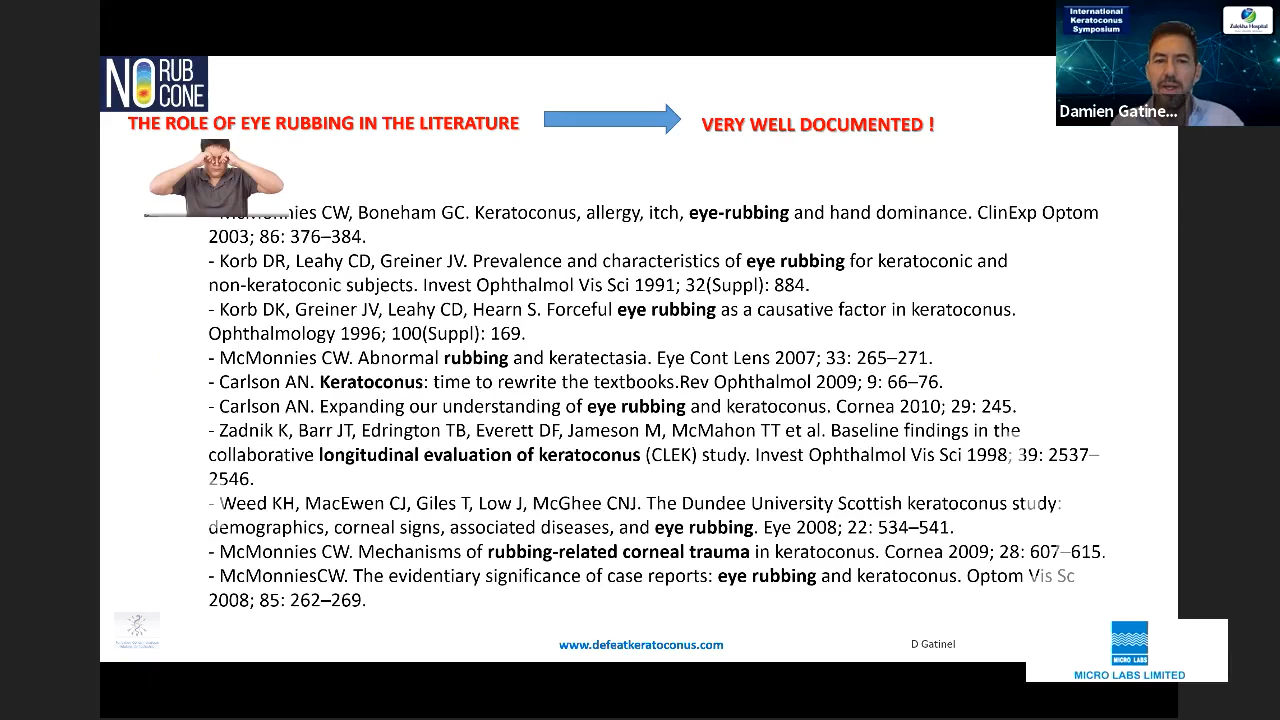 International
Keratoconus
Symposium
Zulekha Hospital
NO RUB
CONE
Damien Gatine...
THE ROLE OF EYE RUBBING IN THE LITERATURE
VERY WELL DOCUMENTED !
CW, Boneham GC. Keratoconus, allergy, itch, eye-rubbing and hand dominance. ClinExp Optom
2003; 86: 376–384.
- Korb DR, Leahy CD, Greiner JV. Prevalence and characteristics of eye rubbing for keratoconic and
non-keratoconic subjects. Invest Ophthalmol Vis Sci 1991; 32(Suppl): 884.
- Korb DK, Greiner JV, Leahy CD, Hearn S. Forceful eye rubbing as a causative factor in keratoconus.
Ophthalmology 1996; 100(Suppl): 169.
- McMonnies CW. Abnormal rubbing and keratectasia. Eye Cont Lens 2007; 33: 265–271.
- Carlson AN. Keratoconus: time to rewrite the textbooks.Rev Ophthalmol 2009; 9: 66–76.
- Carlson AN. Expanding our understanding of eye rubbing and keratoconus. Cornea 2010; 29: 245.
- Zadnik K, Barr JT, Edrington TB, Everett DF, Jameson M, McMahon TT et al. Baseline findings in the
collaborative longitudinal evaluation of keratoconus (CLEK) study. Invest Ophthalmol Vis Sci 1998; 39: 2537–
2546.
- Weed KH, MacEwen CJ, Giles T, Low J, McGhee CNJ. The Dundee University Scottish keratoconus study:
demographics, corneal signs, associated diseases, and eye rubbing. Eye 2008; 22: 534–541.
- McMonnies CW. Mechanisms of rubbing-related corneal trauma in keratoconus. Cornea 2009; 28: 607–615.
- McMonniesCW. The evidentiary significance of case reports: eye rubbing and keratoconus. Optom Vis Sc
2008; 85: 262–269.
www.defeatkeratoconus.com
D Gatinel
MICRO LABS
MICRO LABS LIMITED